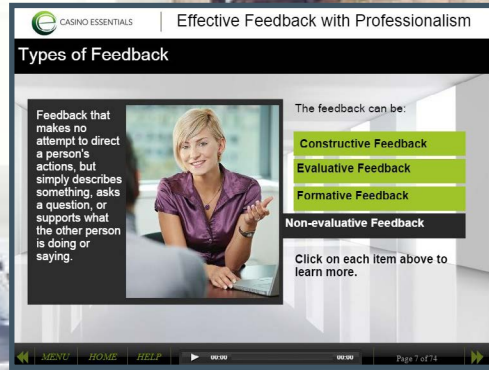 CASINO ESSENTIALS
Effective Feedback with Professionalism
Types of Feedback
Feedback that
makes no
attempt to direct
a person's
actions, but
simply describes
something, asks
a question, or
supports what
the other person
is doing or
saying.
The feedback can be:
Constructive Feedback
Evaluative Feedback
Formative Feedback
Non-evaluative Feedback
Click on each item above to
learn more.
MENU HOME HELP 00:00 00:00 Page 7 of 74